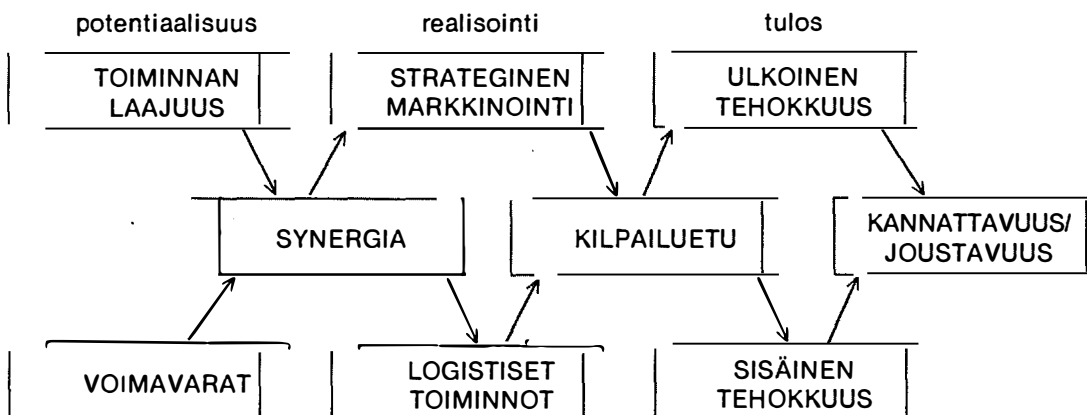 potentiaalisuus
realisointi
tulos
TOIMINNAN
LAAJUUS
STRATEGINEN
MARKKINOINTI
ULKOINEN
TEHOKKUUS
SYNERGIA
KILPAILUETU
KANNATTAVUUS/
JOUSTAVUUS
VOIMAVARAT
LOGISTISET
TOIMINNOT
SISÄINEN
TEHOKKUUS